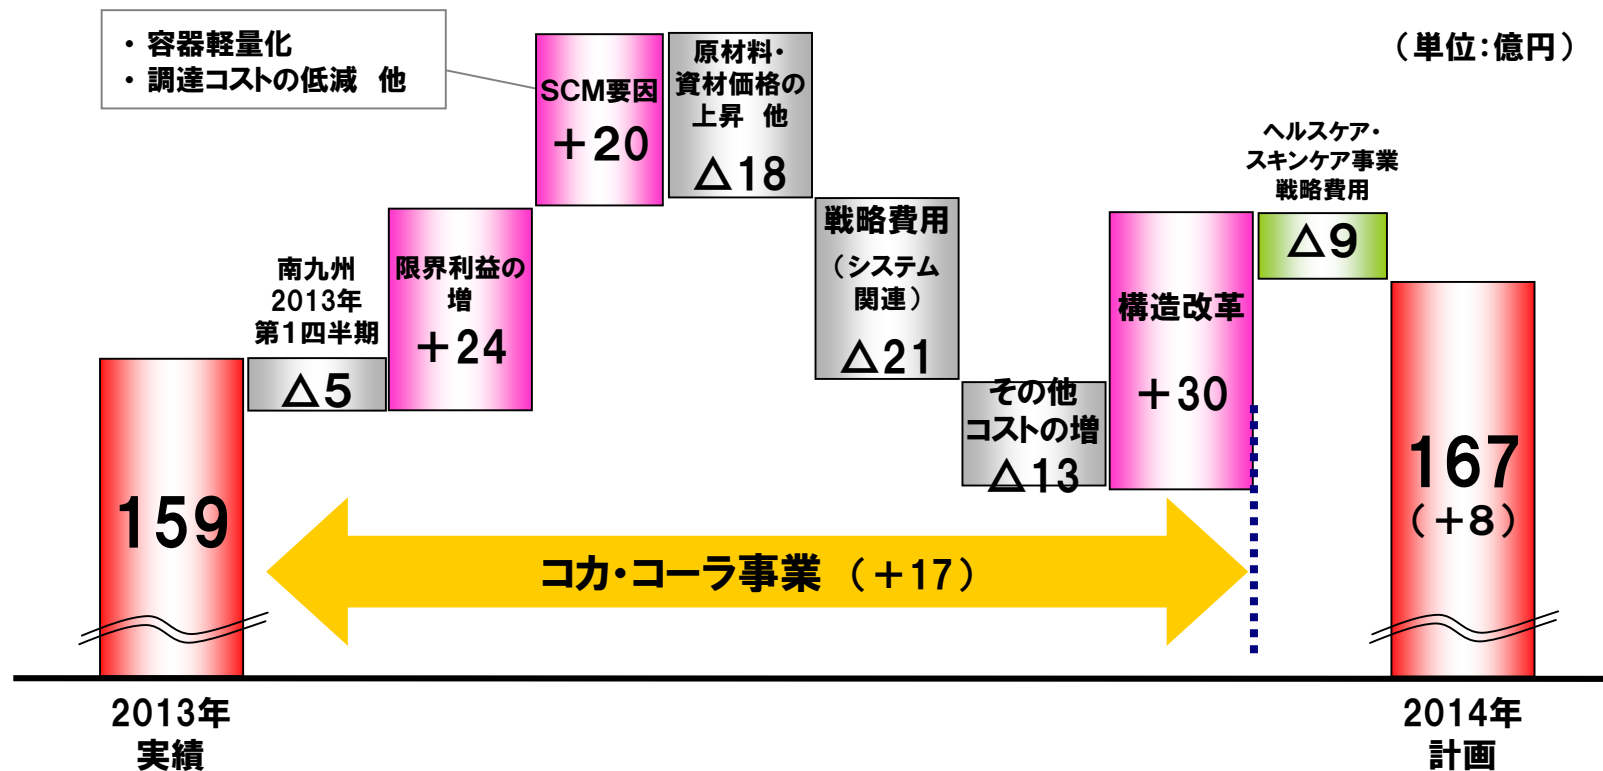 ・ 容器軽量化
・ 調達コストの低減　他
（単位：億円）
SCM要因
＋20
原材料・
資材価格の
上昇　他
△18
ヘルスケア・
スキンケア事業
戦略費用
△9
戦略費用
（システム
関連）
△21
南九州
2013年
第1四半期
△5
限界利益の
増
＋24
構造改革
＋30
その他
コストの増
△13
159
167
（＋8）
コカ・コーラ事業（＋17）
2013年
実績
2014年
計画